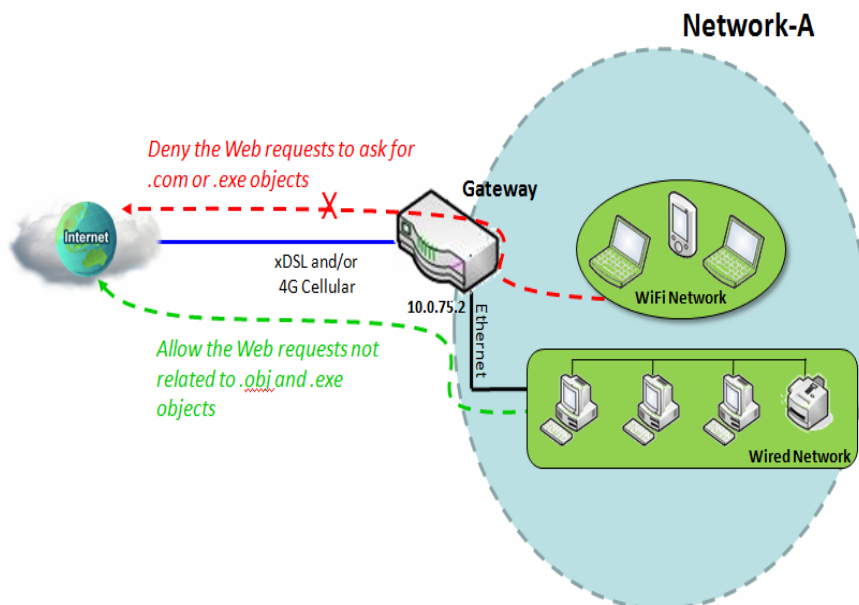 Network-A
Deny the Web requests to ask for
.com or .exe objects
Gateway
Internet
xDSL and/or
4G Cellular
10.0.75.2
Ethernet
WiFi Network
Allow the Web requests not
related to .obj and .exe
objects
Wired Network